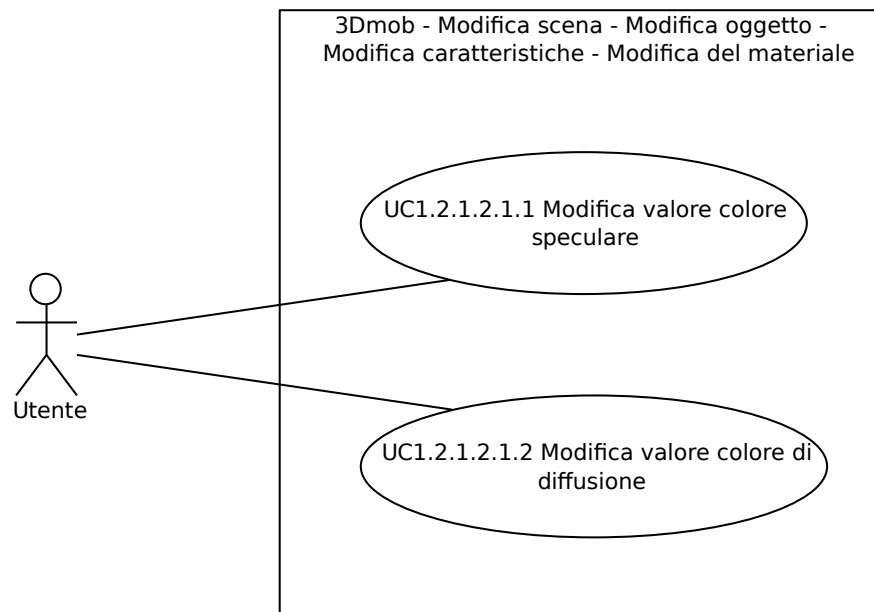 3Dmob - Modifica scena - Modifica oggetto -
Modifica caratteristiche - Modifica del materiale
UC1.2.1.2.1.1 Modifica valore colore
speculare
Utente
UC1.2.1.2.1.2 Modifica valore colore di
diffusione